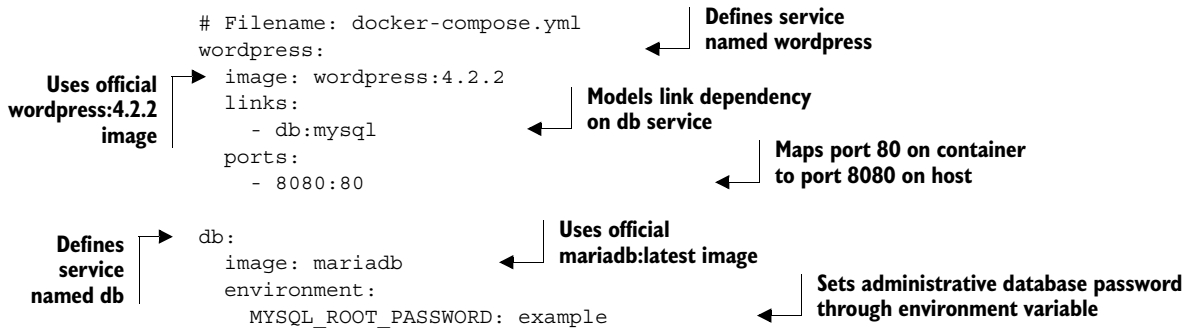 # Filename: docker-compose.yml
Defines service
named wordpress
wordpress:
Uses official
wordpress:4.2.2
image
image: wordpress:4.2.2
links:
- db:mysql
Models link dependency
on db service
ports:
- 8080:80
Maps port 80 on container
to port 8080 on host
Defines
service
named db
db:
image: mariadb
Uses official
mariadb:latest image
environment:
MYSQL_ROOT_PASSWORD: example
Sets administrative database password
through environment variable